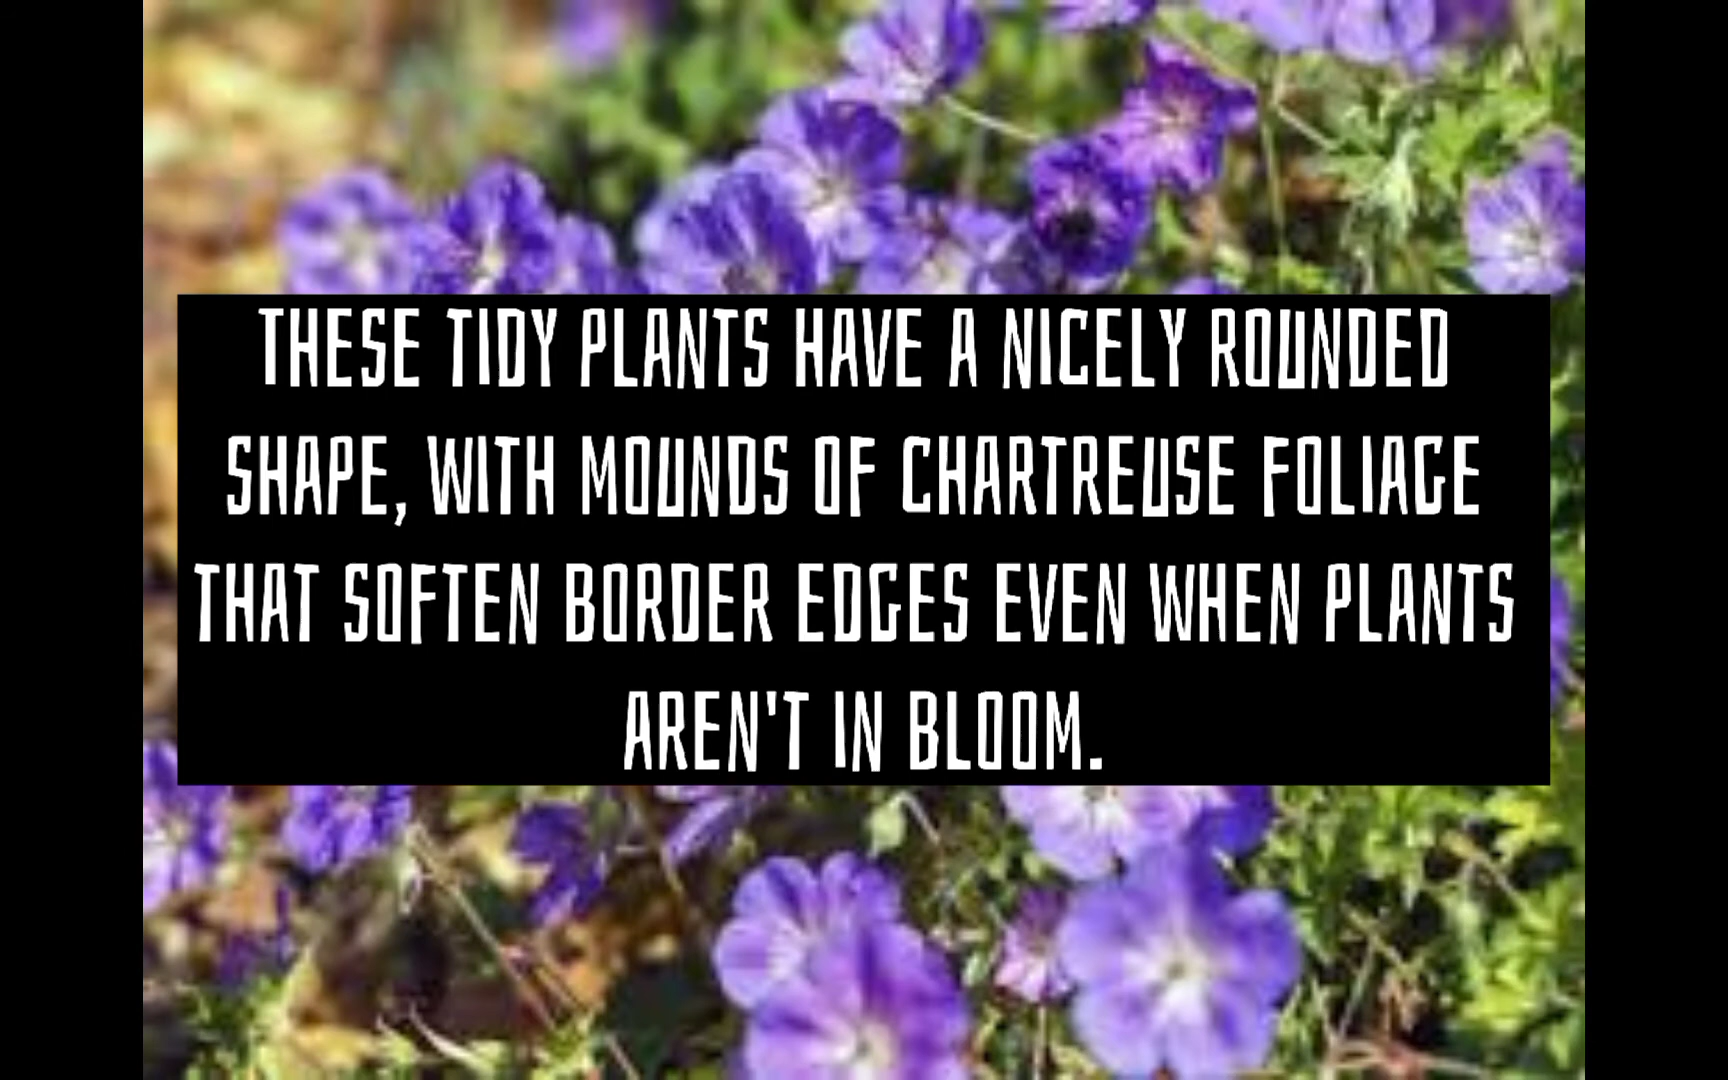 THESE TIDY PLANTS HAVE A NICELY ROUNDED
SHAPE, WITH MOUNDS OF CHARTREUSE FOLIAGE
THAT SOFTEN BORDER EDGES EVEN WHEN PLANTS
AREN'T IN BLOOM.